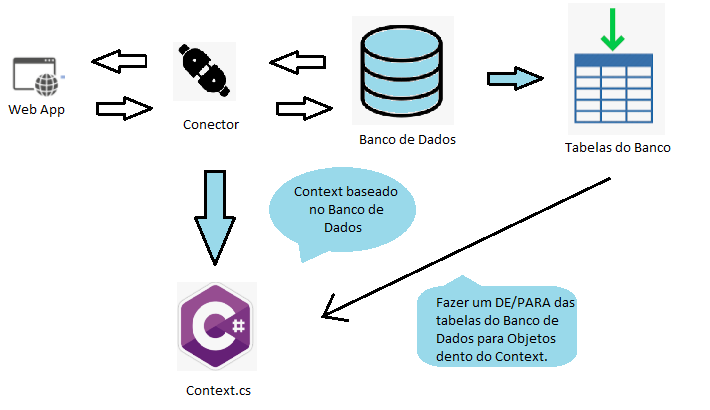 Web App
Conector
Banco de Dados
Tabelas do Banco
Context baseado
no Banco de
Dados
Fazer um DE/PARA das
tabelas do Banco de
Dados para Objetos
dento do Context.
C#
Context.cs